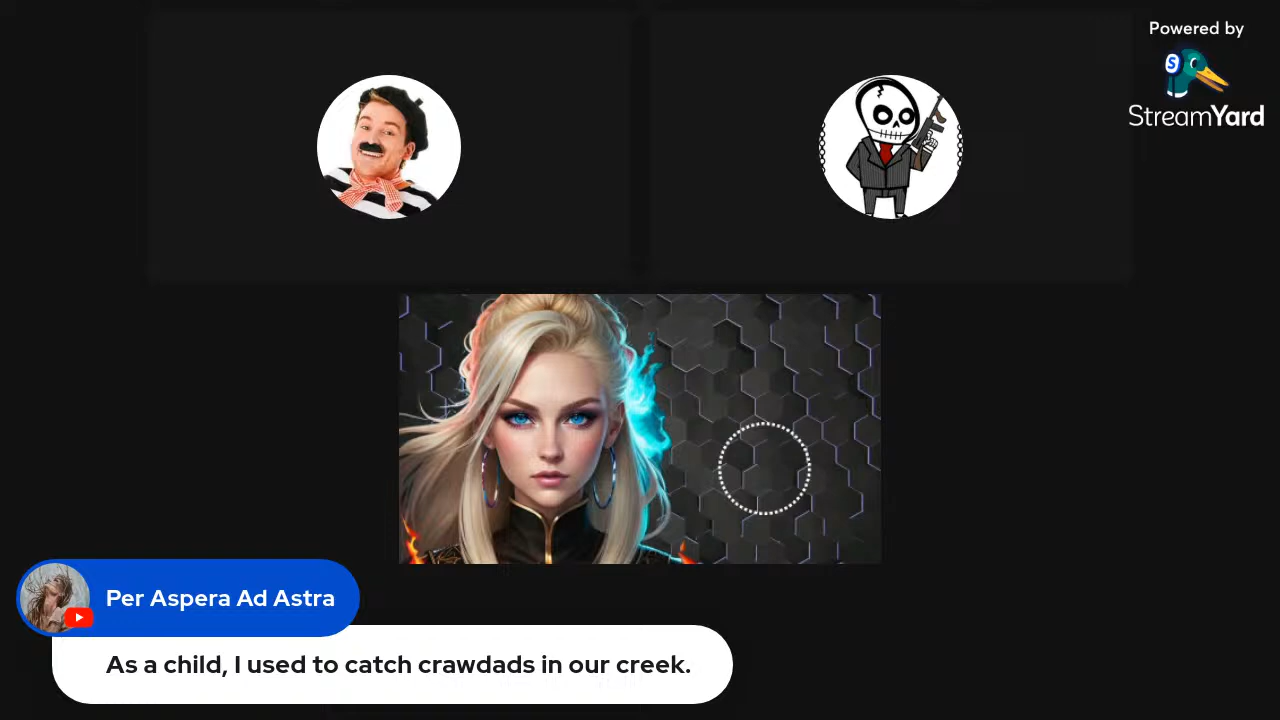 Powered by
S
StreamYard
Per Aspera Ad Astra
As a child, I used to catch crawdads in our creek.